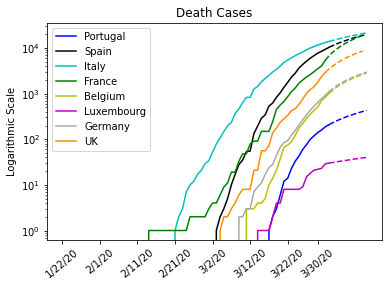 Death Cases
Logarithmic Scale
10⁴
10³
10²
10¹
10⁰
Portugal
Spain
Italy
France
Belgium
Luxembourg
Germany
UK
1/22/20
2/1/20
2/11/20
2/21/20
3/2/20
3/12/20
3/22/20
3/30/20